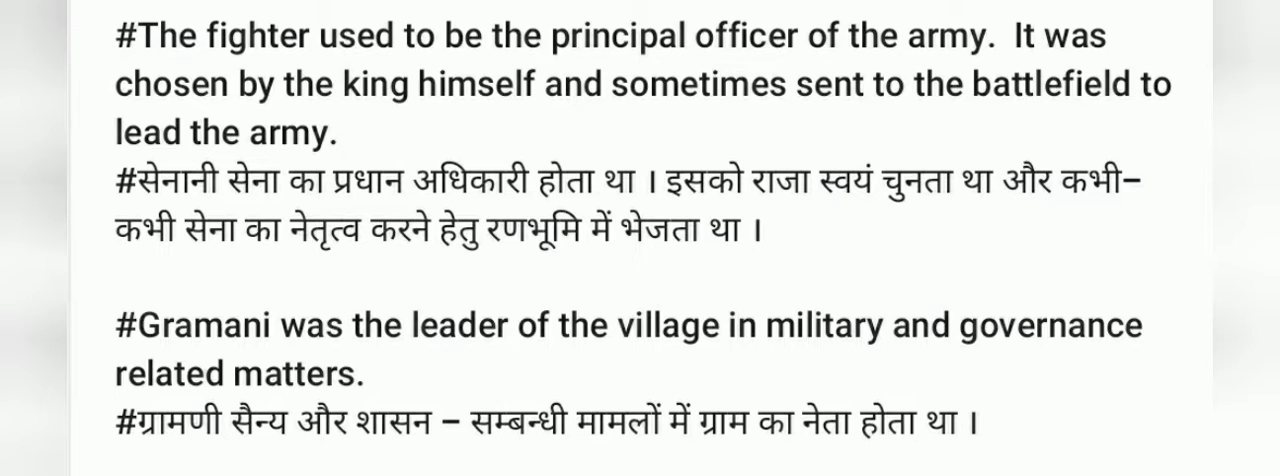 #The fighter used to be the principal officer of the army. It was
chosen by the king himself and sometimes sent to the battlefield to
lead the army.
#सेनानी सेना का प्रधान अधिकारी होता था । इसको राजा स्वयं चुनता था और कभी–
कभी सेना का नेतृत्व करने हेतु रणभूमि में भेजता था ।
#Gramani was the leader of the village in military and governance
related matters.
#ग्रामणी सैन्य और शासन – सम्बन्धी मामलों में ग्राम का नेता होता था ।